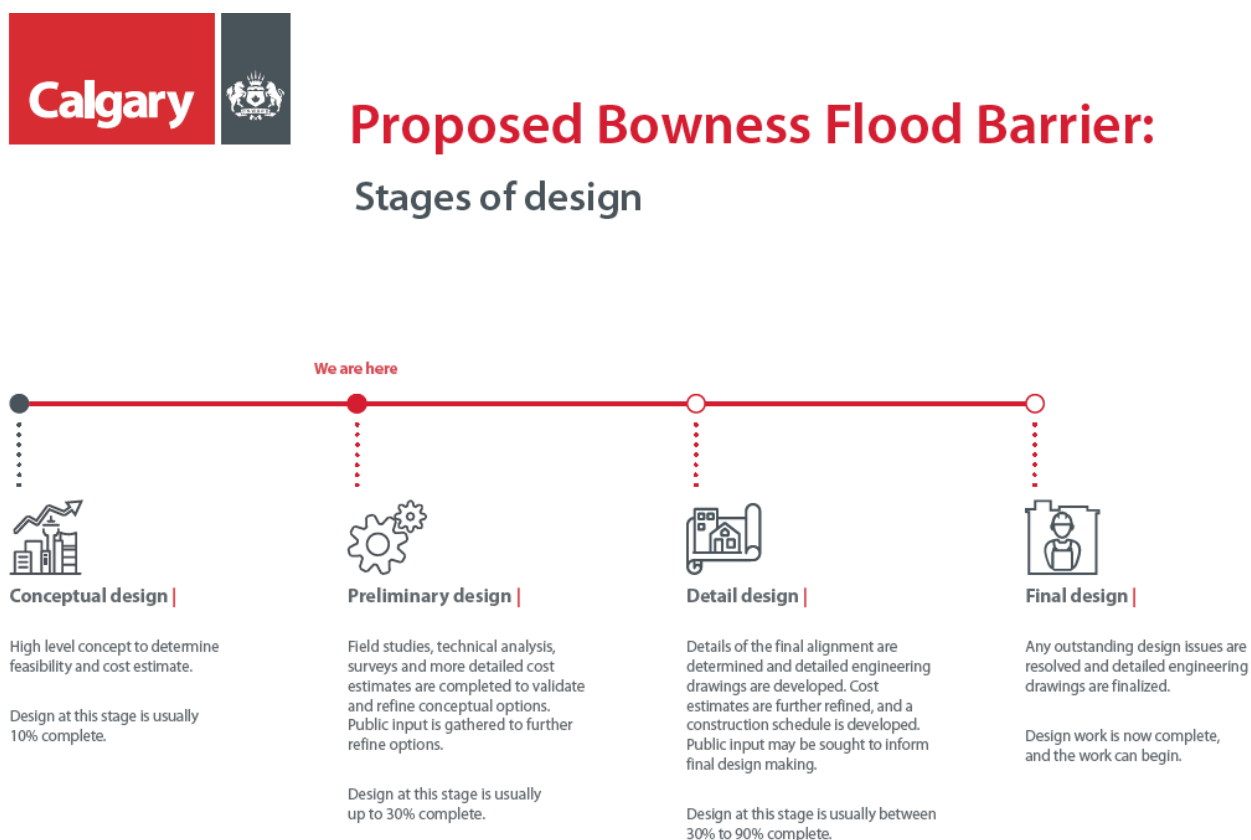 Calgary
Proposed Bowness Flood Barrier:
Stages of design
We are here
Conceptual design |
High level concept to determine
feasibility and cost estimate.
Design at this stage is usually
10% complete.
Preliminary design |
Field studies, technical analysis,
surveys and more detailed cost
estimates are completed to validate
and refine conceptual options.
Public input is gathered to further
refine options.
Design at this stage is usually
up to 30% complete.
Detail design |
Details of the final alignment are
determined and detailed engineering
drawings are developed. Cost
estimates are further refined, and a
construction schedule is developed.
Public input may be sought to inform
final design making.
Design at this stage is usually between
30% to 90% complete.
Final design |
Any outstanding design issues are
resolved and detailed engineering
drawings are finalized.
Design work is now complete,
and the work can begin.